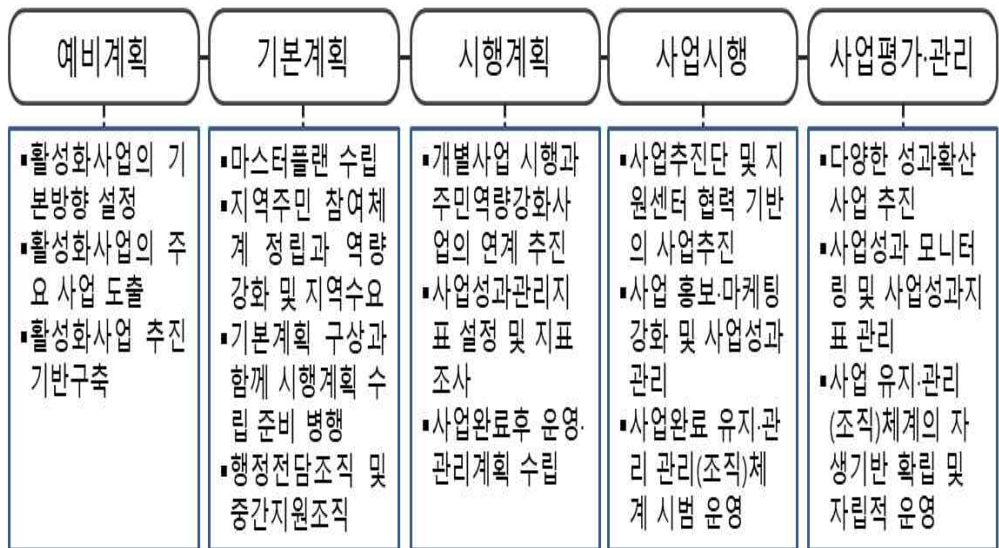 예비계획
기본계획
시행계획
사업시행
사업평가·관리
▪활성화사업의 기
본방향 설정
▪활성화사업의 주
요 사업 도출
▪활성화사업 추진
기반구축
▪마스터플랜 수립
▪지역주민 참여체
계 정립과 역량
강화 및 지역수요
▪기본계획 구상과
함께 시행계획 수
립 준비 병행
▪행정전담조직 및
중간지원조직
▪개별사업 시행과
주민역량강화사
업의 연계 추진
▪사업성과관리지
표 설정 및 지표
조사
▪사업완료후 운영·
관리계획 수립
▪사업추진단 및 지
원센터 협력 기반
의 사업추진
▪사업 홍보·마케팅
강화 및 사업성과
관리
▪사업완료 유지·관
리 관리(조직)체
계 시범 운영
▪다양한 성과확산
사업 추진
▪사업성과 모니터
링 및 사업성과지
표 관리
▪사업 유지·관리
(조직)체계의 자
생기반 확립 및
자립적 운영